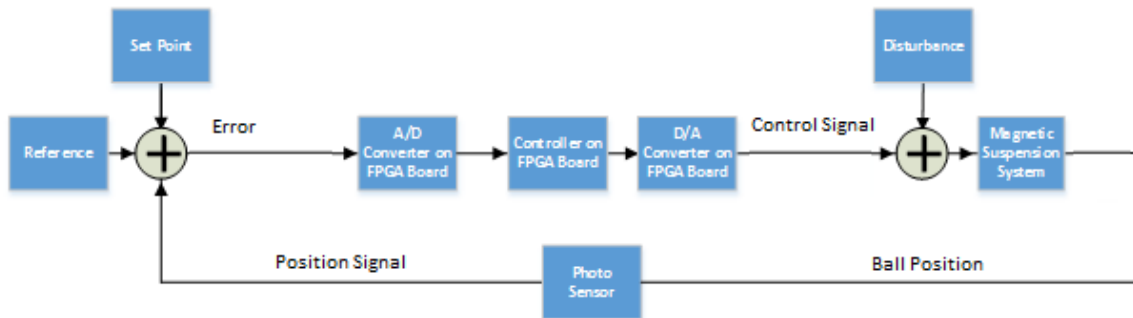 Set Point
Disturbance
Reference
Error
A/D
Converter on
FPGA Board
Controller on
FPGA Board
D/A
Converter on
FPGA Board
Control Signal
Magnetic
Suspension
System
Position Signal
Photo
Sensor
Ball Position